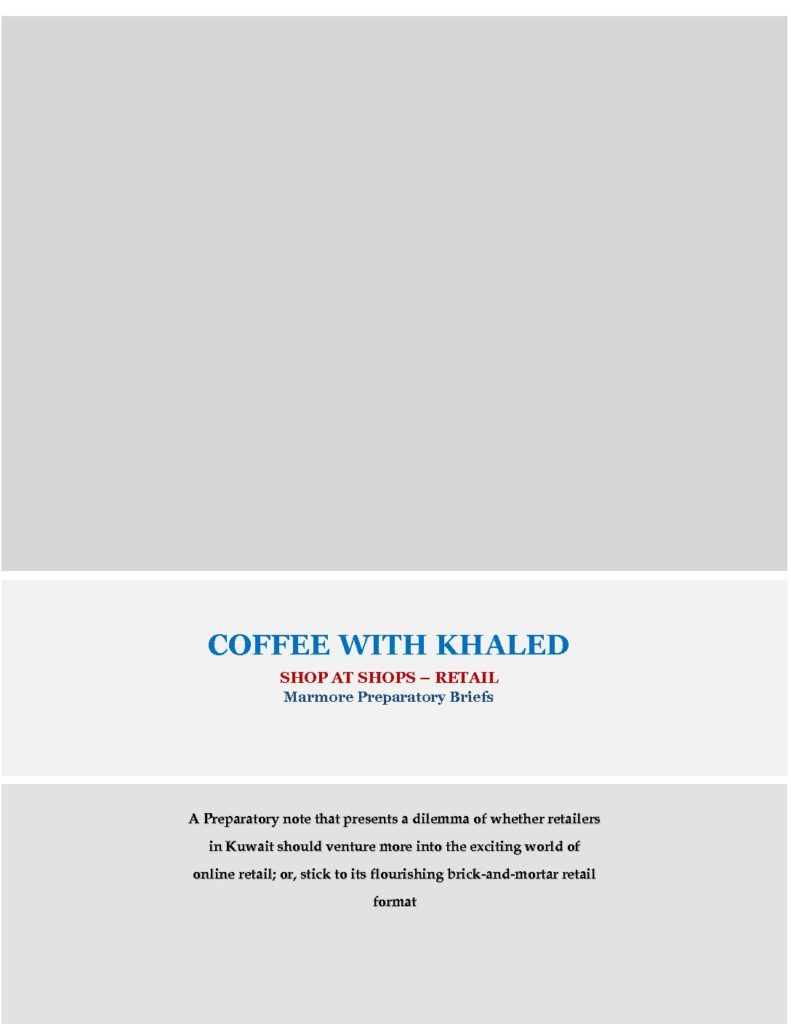 COFFEE WITH KHALED
SHOP AT SHOPS – RETAIL
Marmore Preparatory Briefs
A Preparatory note that presents a dilemma of whether retailers
in Kuwait should venture more into the exciting world of
online retail; or, stick to its flourishing brick-and-mortar retail
format